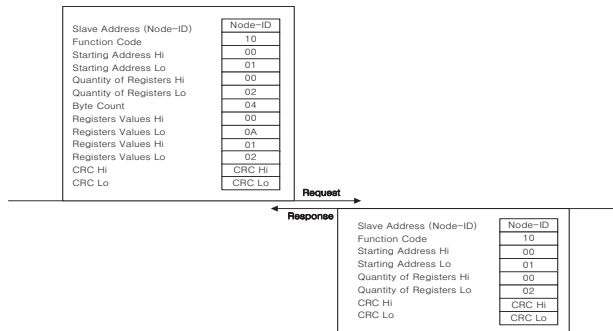 Slave Address (Node-ID) Node-ID
Function Code 10
Starting Address Hi 00
Starting Address Lo 01
Quantity of Registers Hi 00
Quantity of Registers Lo 02
Byte Count 04
Registers Values Hi 00
Registers Values Lo 0A
Registers Values Hi 01
Registers Values Lo 02
CRC Hi CRC Hi
CRC Lo CRC Lo
Request
Response
Slave Address (Node-ID) Node-ID
Function Code 10
Starting Address Hi 00
Starting Address Lo 01
Quantity of Registers Hi 00
Quantity of Registers Lo 02
CRC Hi CRC Hi
CRC Lo CRC Lo